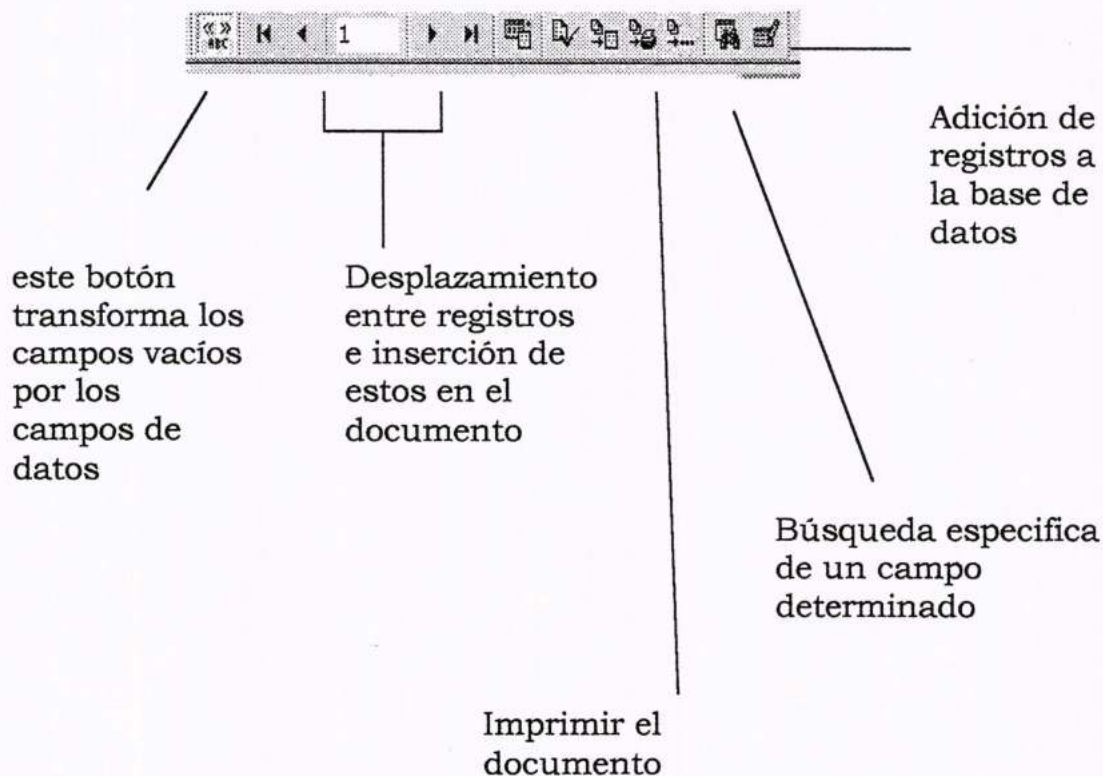 « »
ABC
1
Adición de
registros a
la base de
datos
este botón
transforma los
campos vacíos
por los
campos de
datos
Desplazamiento
entre registros
e inserción de
estos en el
documento
Búsqueda especifica
de un campo
determinado
Imprimir el
documento